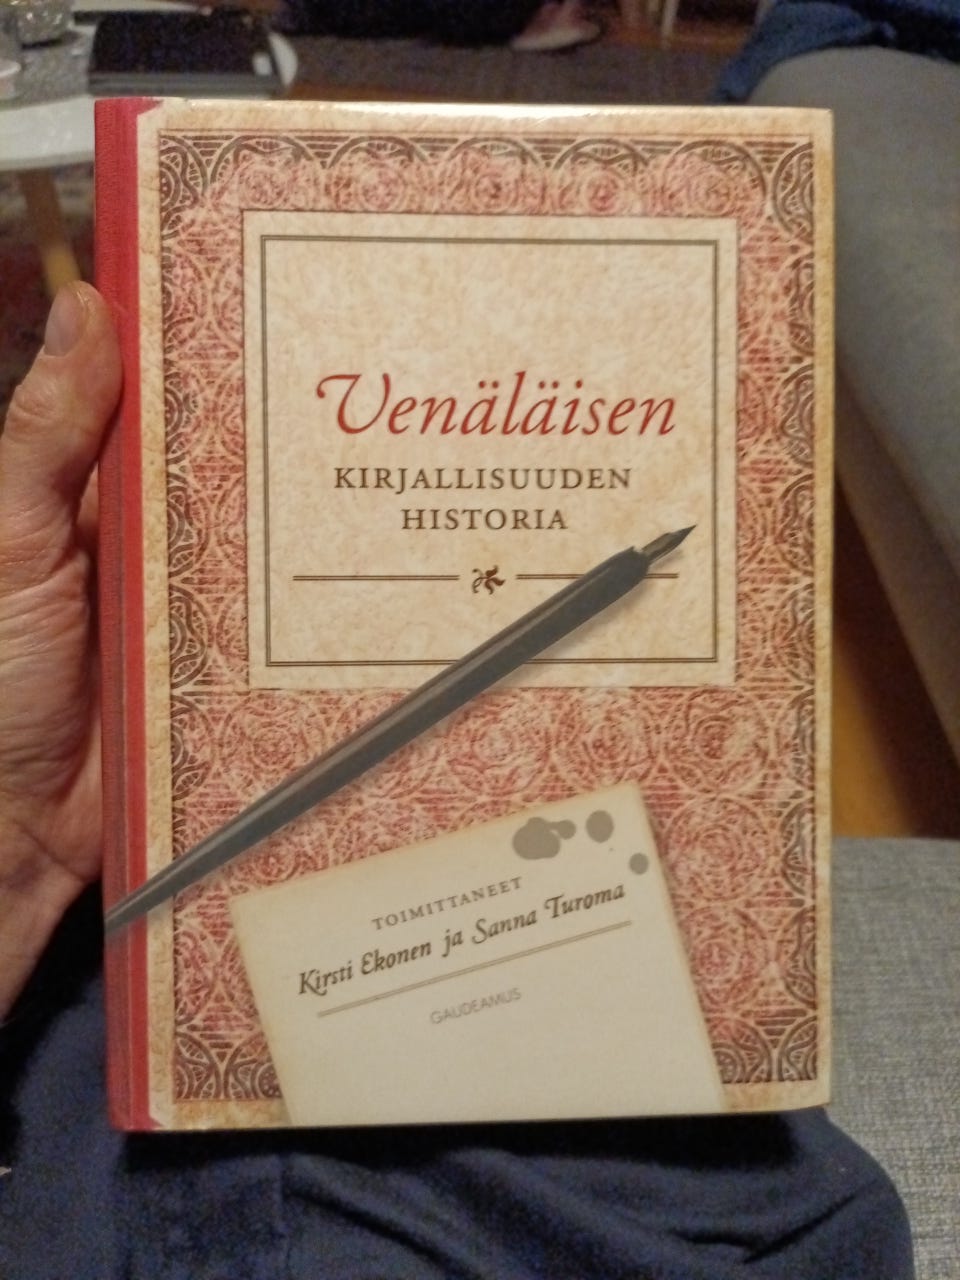 Venäläisen
KIRJALLISUUDEN
HISTORIA
TOIMITTANEET
Kirsti Ekonen ja Sanna Turoma
GAUDEAMUS